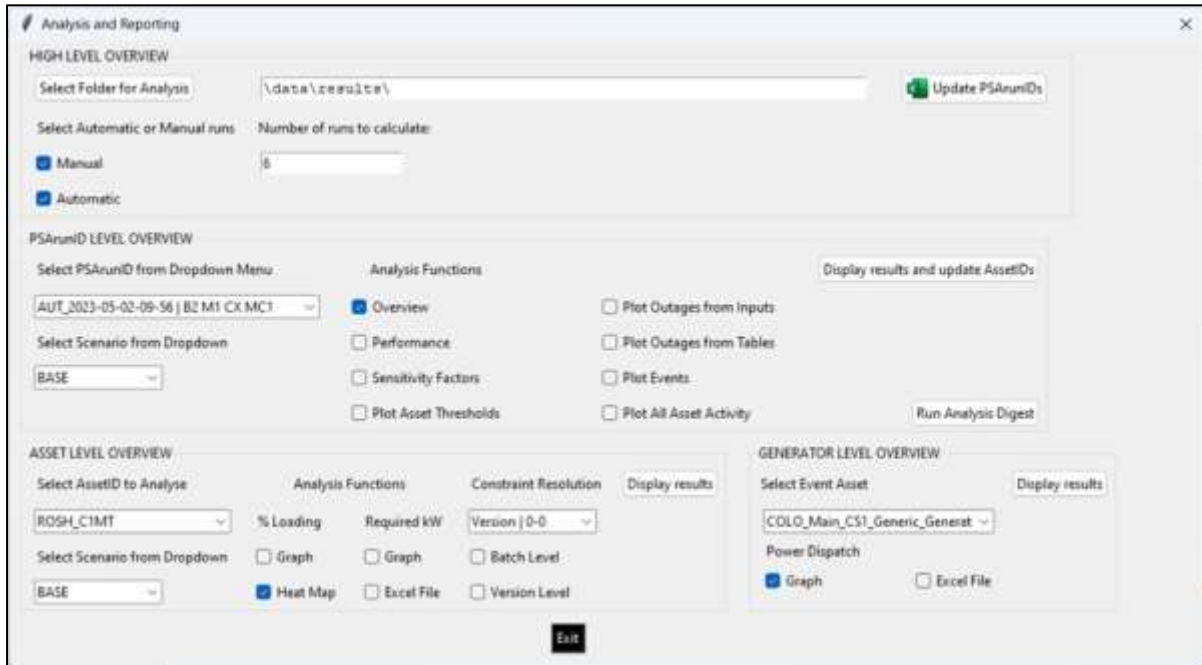 Analysis and Reporting
HIGH LEVEL OVERVIEW
Select Folder for Analysis
\data\results\
Update PSArunIDs
Select Automatic or Manual runs
Number of runs to calculate:
Manual
6
Automatic
PSArunID LEVEL OVERVIEW
Select PSArunID from Dropdown Menu
Analysis Functions
Display results and update AssetIDs
AUT_2023-05-02-09-56 | B2 M1 CX MC1
Overview
Plot Outages from Inputs
Select Scenario from Dropdown
Performance
Plot Outages from Tables
BASE
Sensitivity Factors
Plot Events
Plot Asset Thresholds
Plot All Asset Activity
Run Analysis Digest
ASSET LEVEL OVERVIEW
Select AssetID to Analyse
Analysis Functions
Constraint Resolution
Display results
ROSH_C1MT
% Loading
Required kW
Version | 0-0
Select Scenario from Dropdown
Graph
Graph
Batch Level
BASE
Heat Map
Excel File
Version Level
GENERATOR LEVEL OVERVIEW
Select Event Asset
Display results
COLO_Main_CS1_Generic_Generat
Power Dispatch
Graph
Excel File
Exit